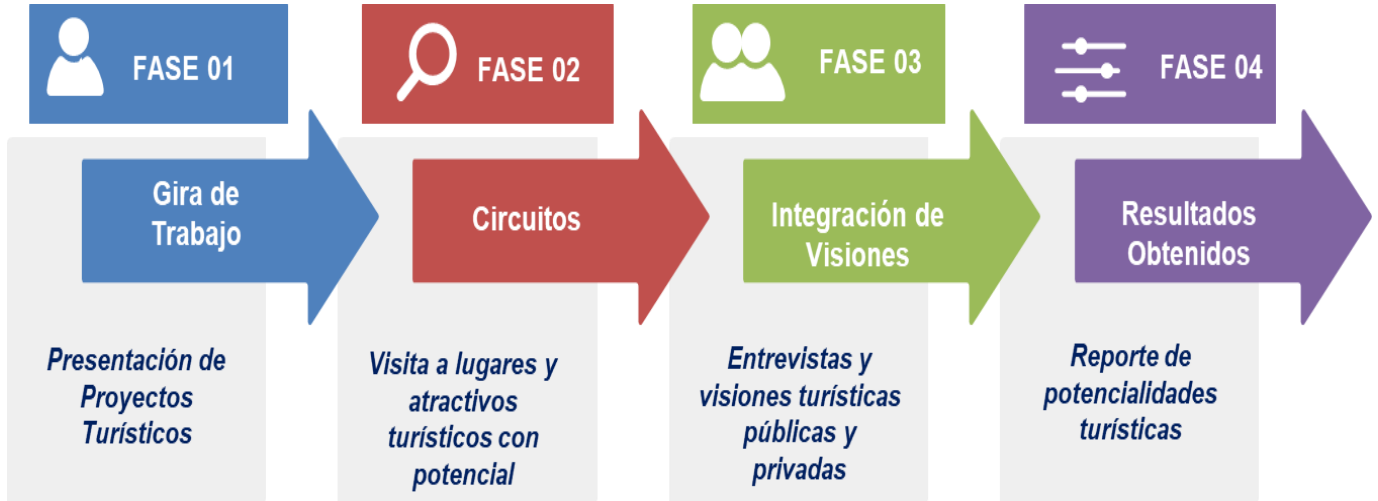 FASE 01
Gira de
Trabajo
Presentación de
Proyectos
Turísticos
FASE 02
Circuitos
Visita a lugares y
atractivos
turísticos con
potencial
FASE 03
Integración de
Visiones
Entrevistas y
visiones turísticas
públicas y
privadas
FASE 04
Resultados
Obtenidos
Reporte de
potencialidades
turísticas